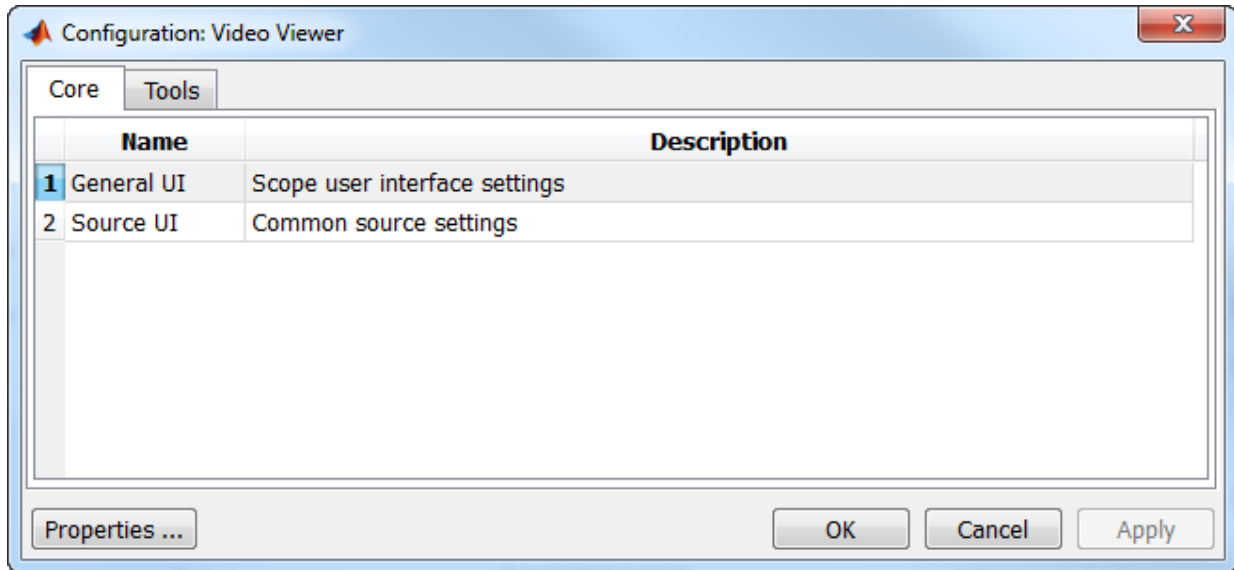 Configuration: Video Viewer
Core Tools
Name Description
1 General UI Scope user interface settings
2 Source UI Common source settings
Properties ... OK Cancel Apply